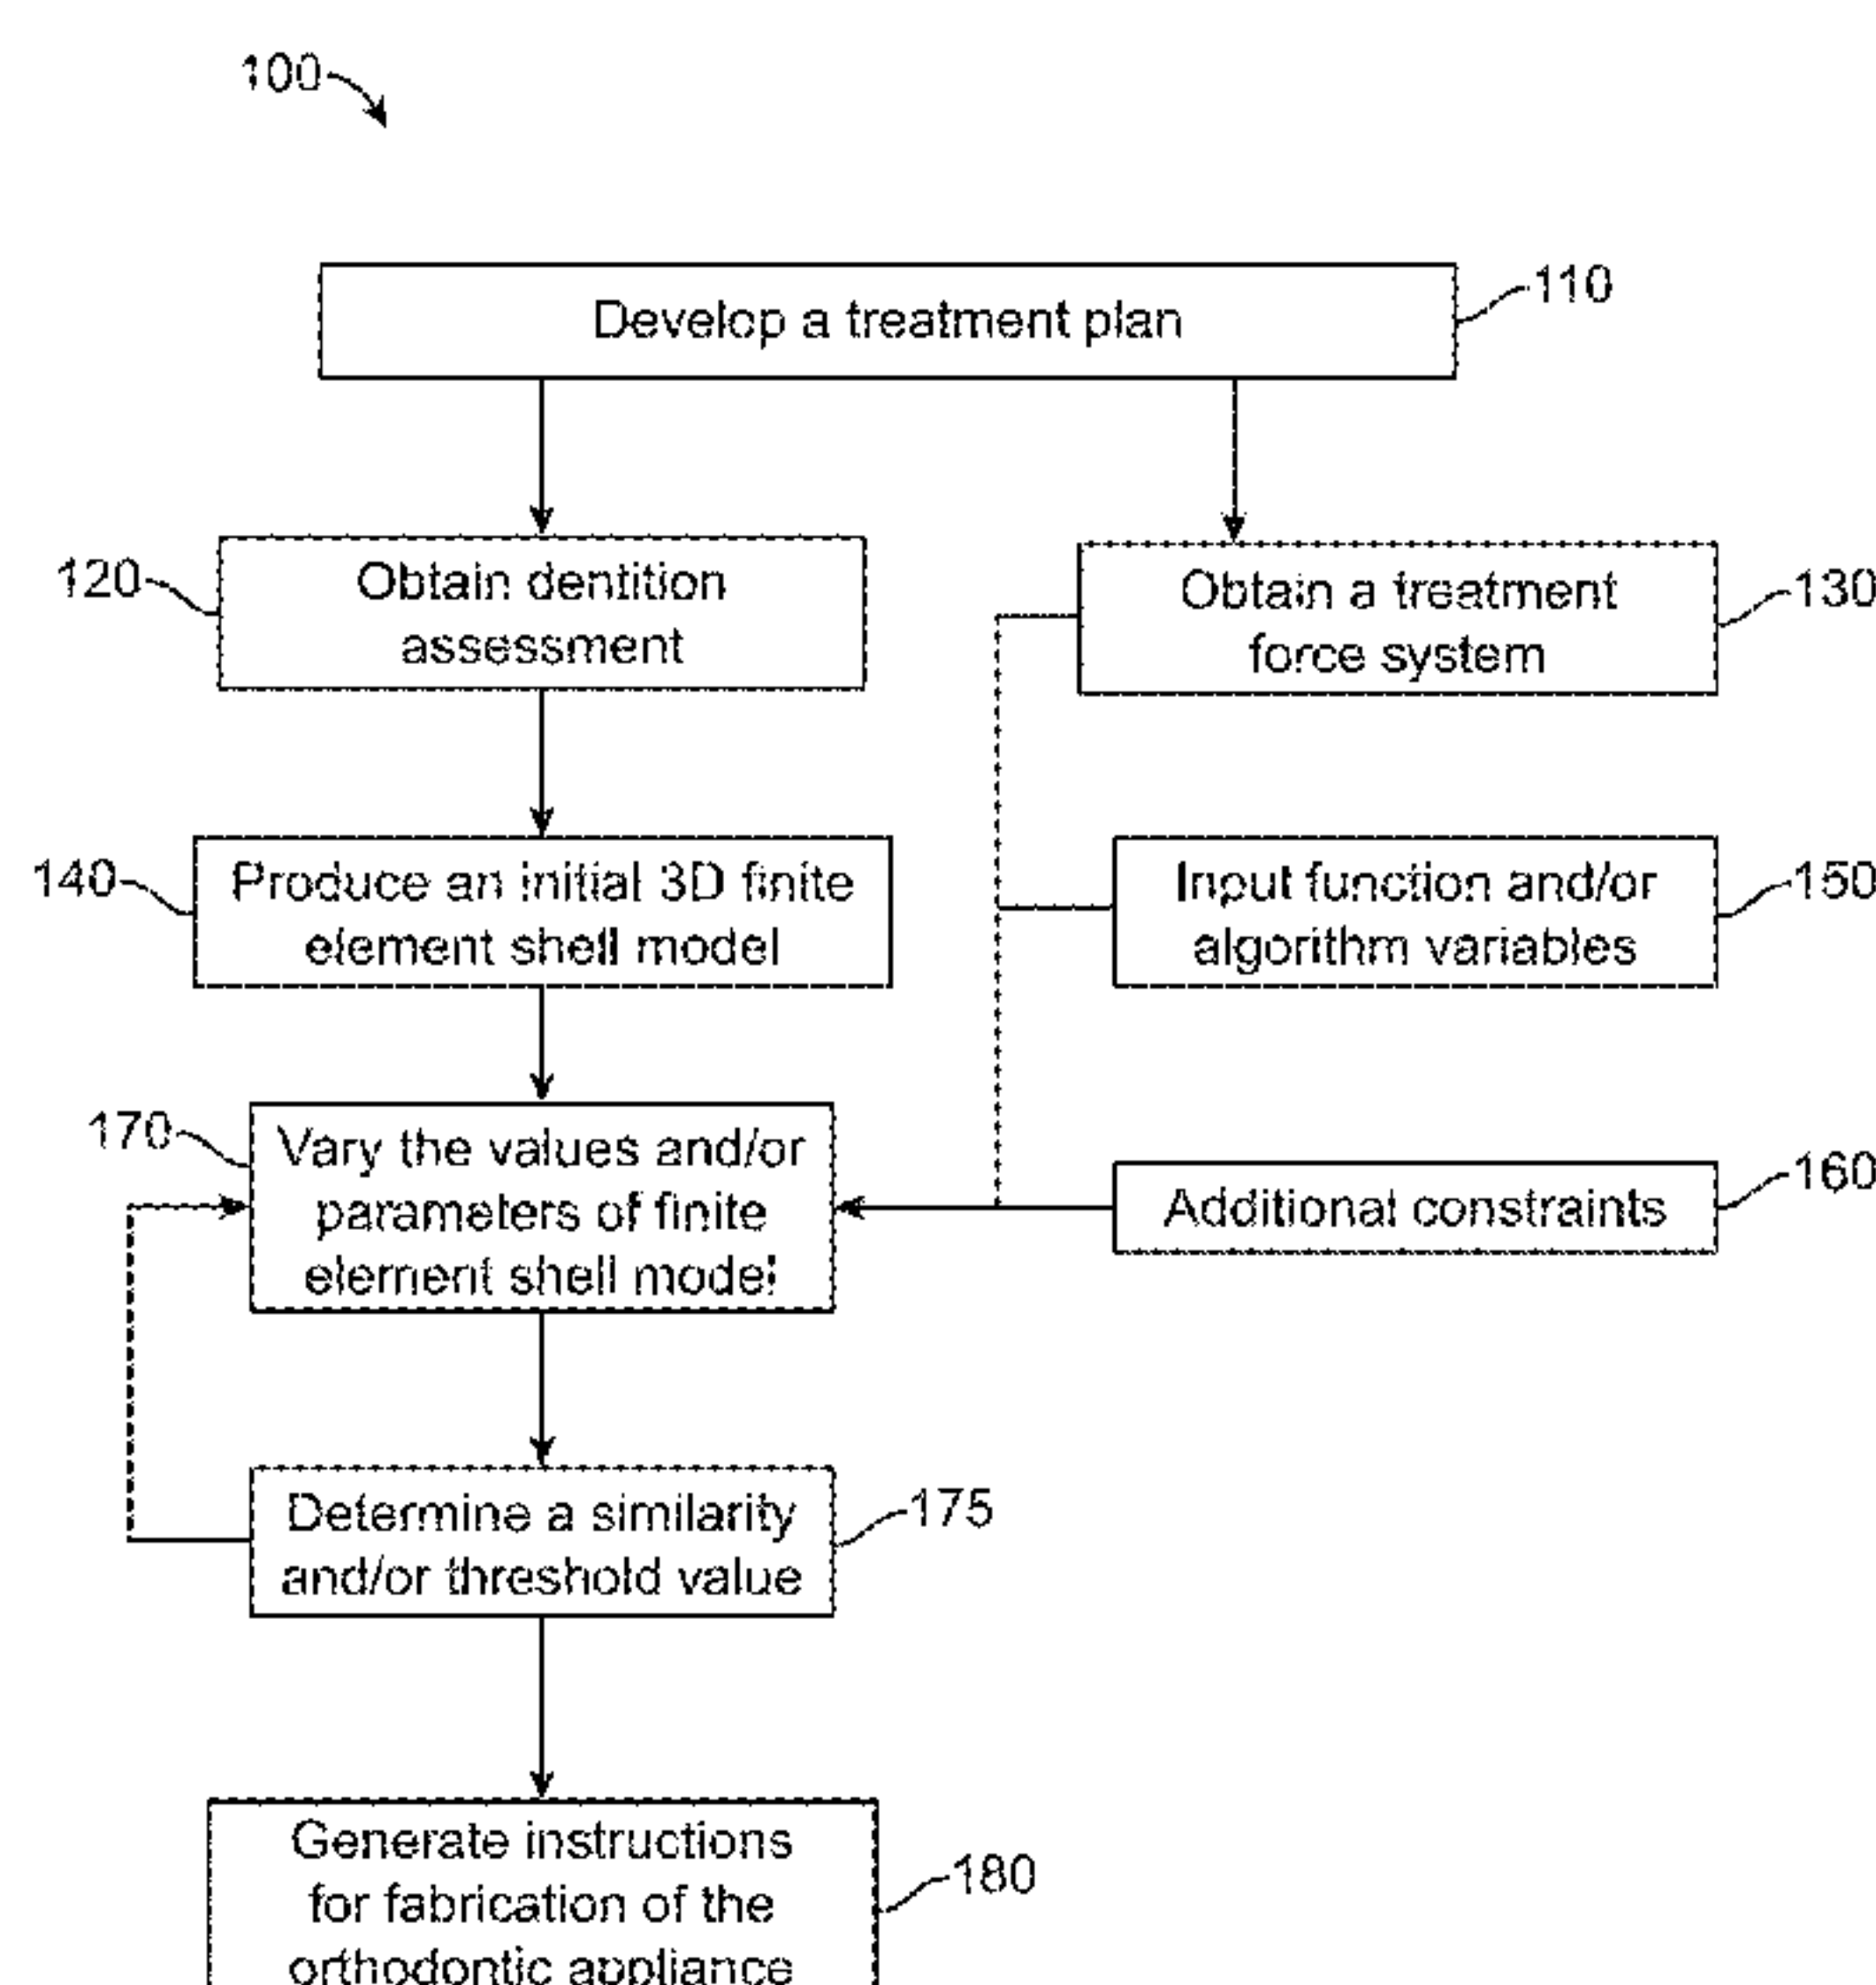 100
Develop a treatment plan
110
120
Obtain dentition
assessment
Obtain a treatment
force system
130
140
Produce an initial 3D finite
element shell model
Input function and/or
algorithm variables
150
170
Vary the values and/or
parameters of finite
element shell model
Additional constraints
160
Determine a similarity
and/or threshold value
175
Generate instructions
for fabrication of the
orthodontic appliance
180